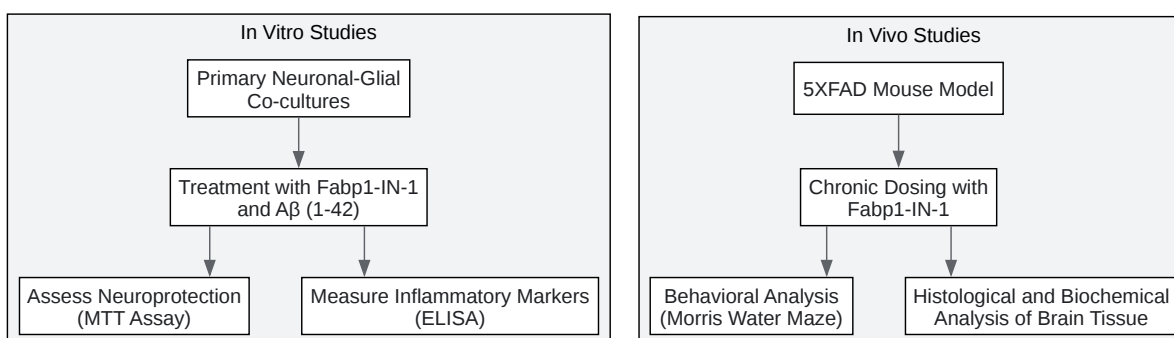 In Vitro Studies
Primary Neuronal-Glial
Co-cultures
Treatment with Fabp1-IN-1
and Aβ (1-42)
Assess Neuroprotection
(MTT Assay)
Measure Inflammatory Markers
(ELISA)
In Vivo Studies
5XFAD Mouse Model
Chronic Dosing with
Fabp1-IN-1
Behavioral Analysis
(Morris Water Maze)
Histological and Biochemical
Analysis of Brain Tissue